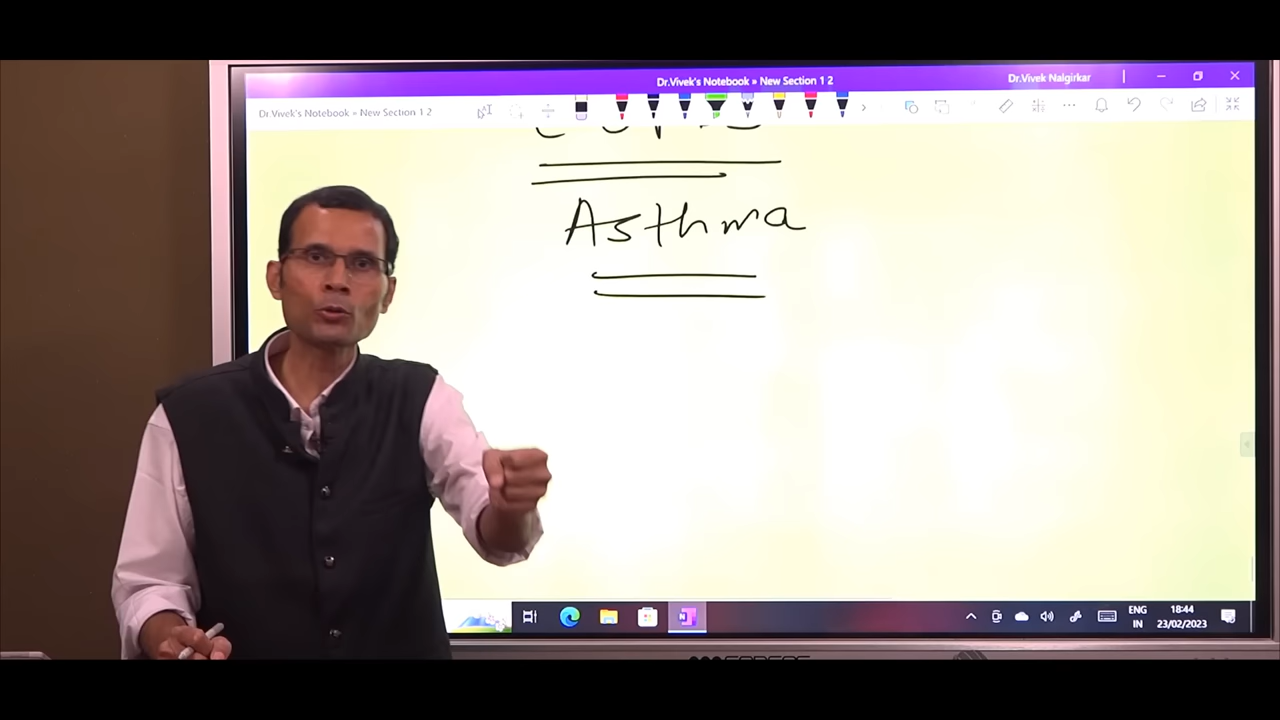 Dr.Vivek's Notebook » New Section 1 2
Dr.Vivek Nalgirkar
Dr.Vivek's Notebook » New Section 1 2
Asthma
ENG
IN
18:44
23/02/2023